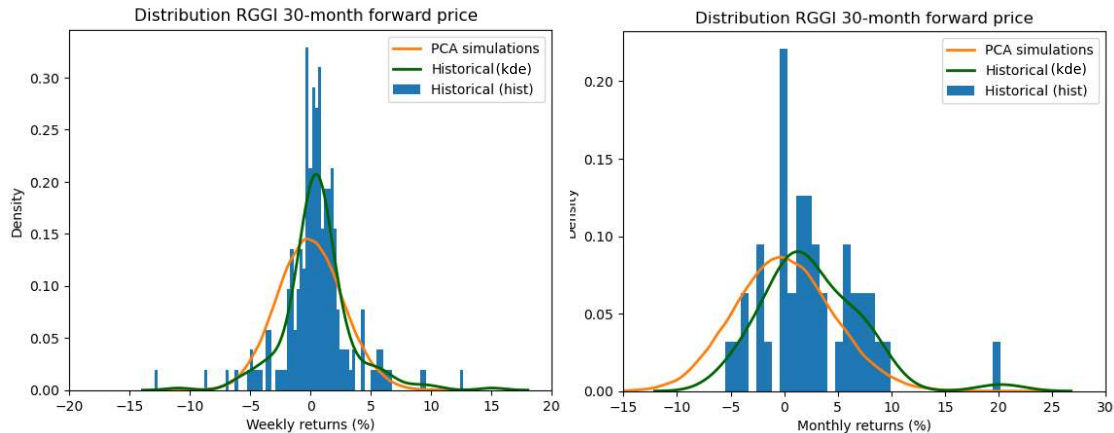 Distribution RGGI 30-month forward price
PCA simulations
Historical (kde)
Historical (hist)
Density
0.30
0.25
0.20
0.15
0.10
0.05
0.00
−20
−15
−10
−5
0
5
10
15
20
Weekly returns (%)
Distribution RGGI 30-month forward price
PCA simulations
Historical (kde)
Historical (hist)
Density
0.20
0.15
0.10
0.05
0.00
−15
−10
−5
0
5
10
15
20
25
30
Monthly returns (%)